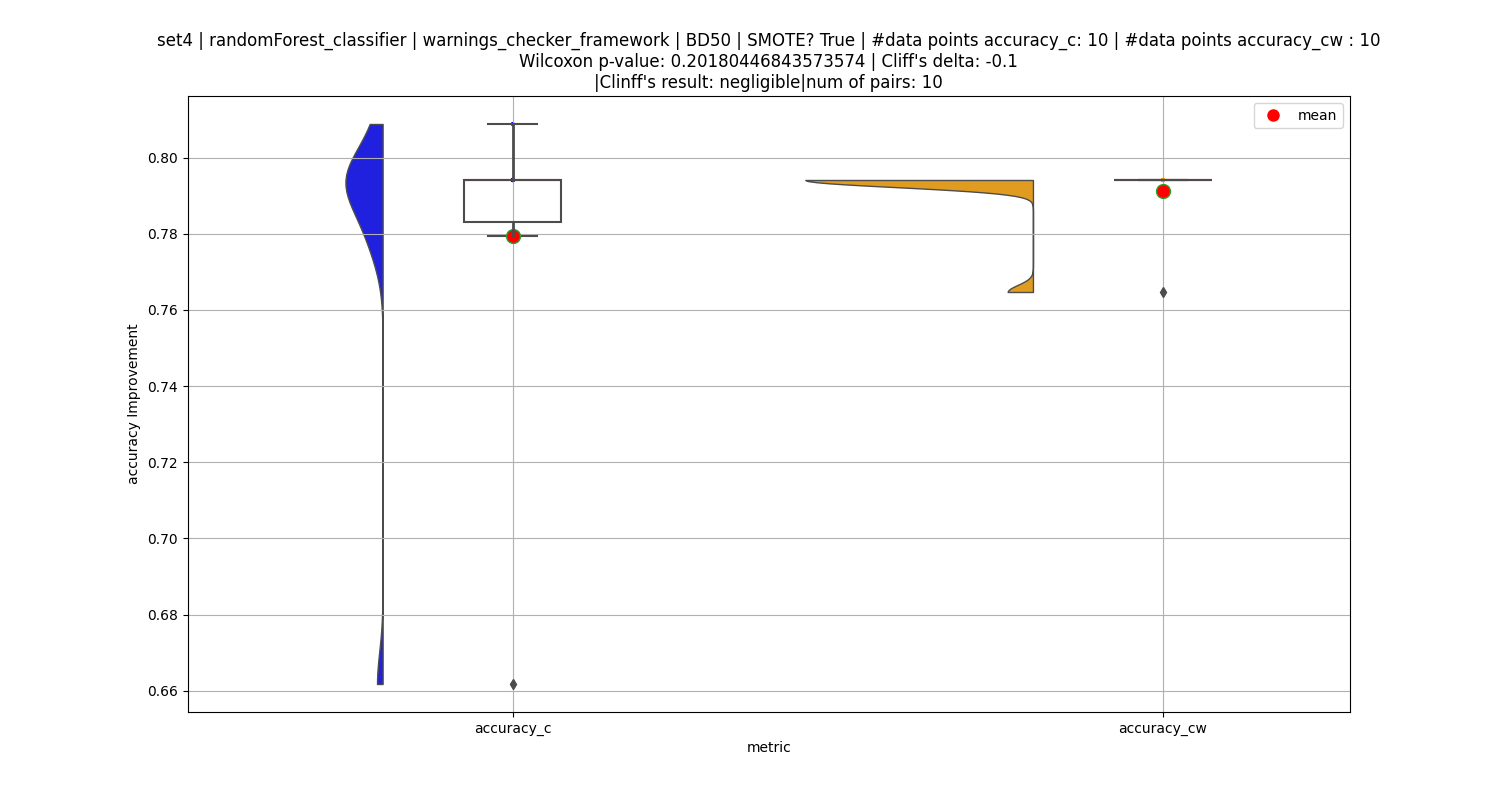 set4 | randomForest_classifier | warnings_checker_framework | BD50 | SMOTE? True | #data points accuracy_c: 10 | #data points accuracy_cw : 10
Wilcoxon p-value: 0.20180446843573574 | Cliff's delta: -0.1
|Clinff's result: negligible|num of pairs: 10
mean
0.80
0.78
0.76
0.74
0.72
0.70
0.68
0.66
accuracy Improvement
accuracy_c
accuracy_cw
metric